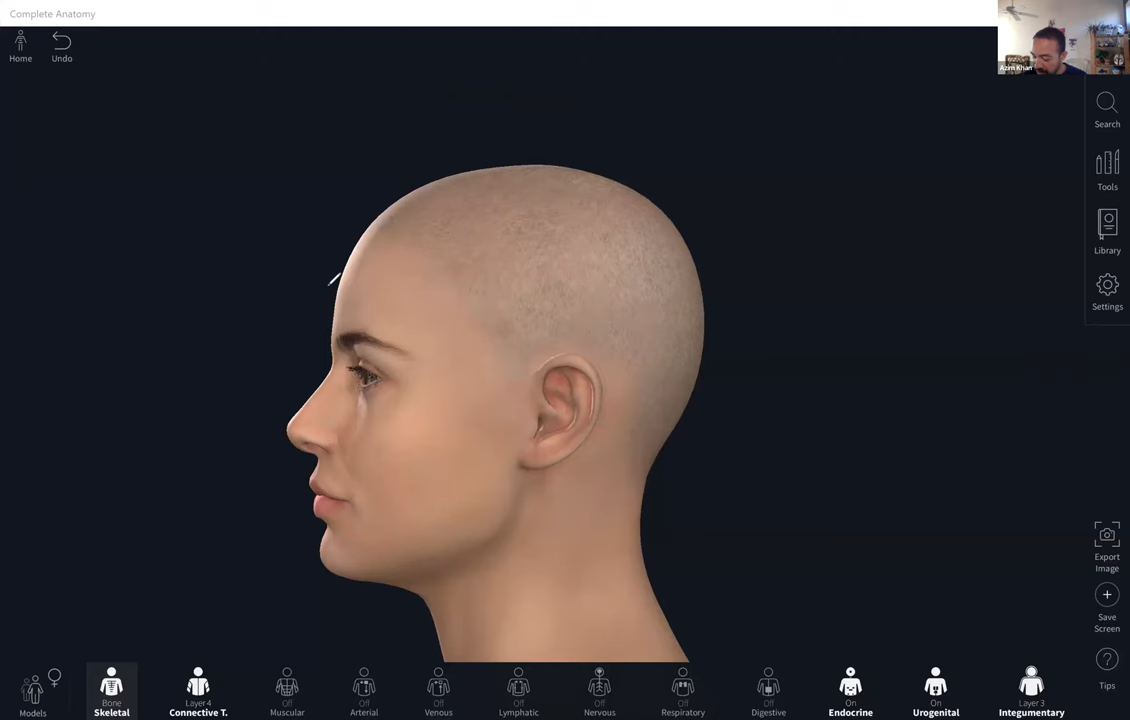 Complete Anatomy
Home
Undo
Azim Khan
Search
Tools
Library
Settings
Export
Image
Save
Screen
Tips
Models
Bone
Skeletal
Layer 4
Connective T.
Off
Muscular
Off
Arterial
Off
Venous
Off
Lymphatic
Off
Nervous
Off
Respiratory
Off
Digestive
On
Endocrine
On
Urogenital
Layer 3
Integumentary